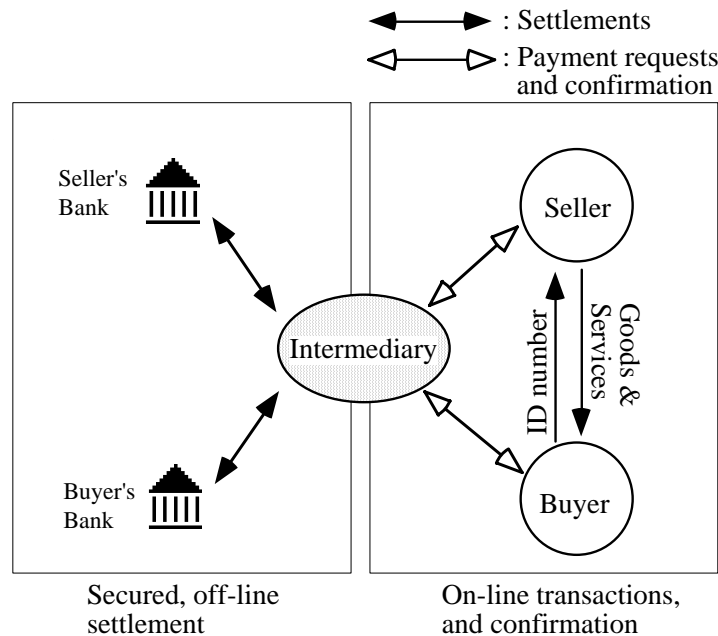 : Settlements
: Payment requests
and confirmation
Seller's
Bank
Seller
Intermediary
ID number
Goods &
Services
Buyer's
Bank
Buyer
Secured, off-line
settlement
On-line transactions,
and confirmation